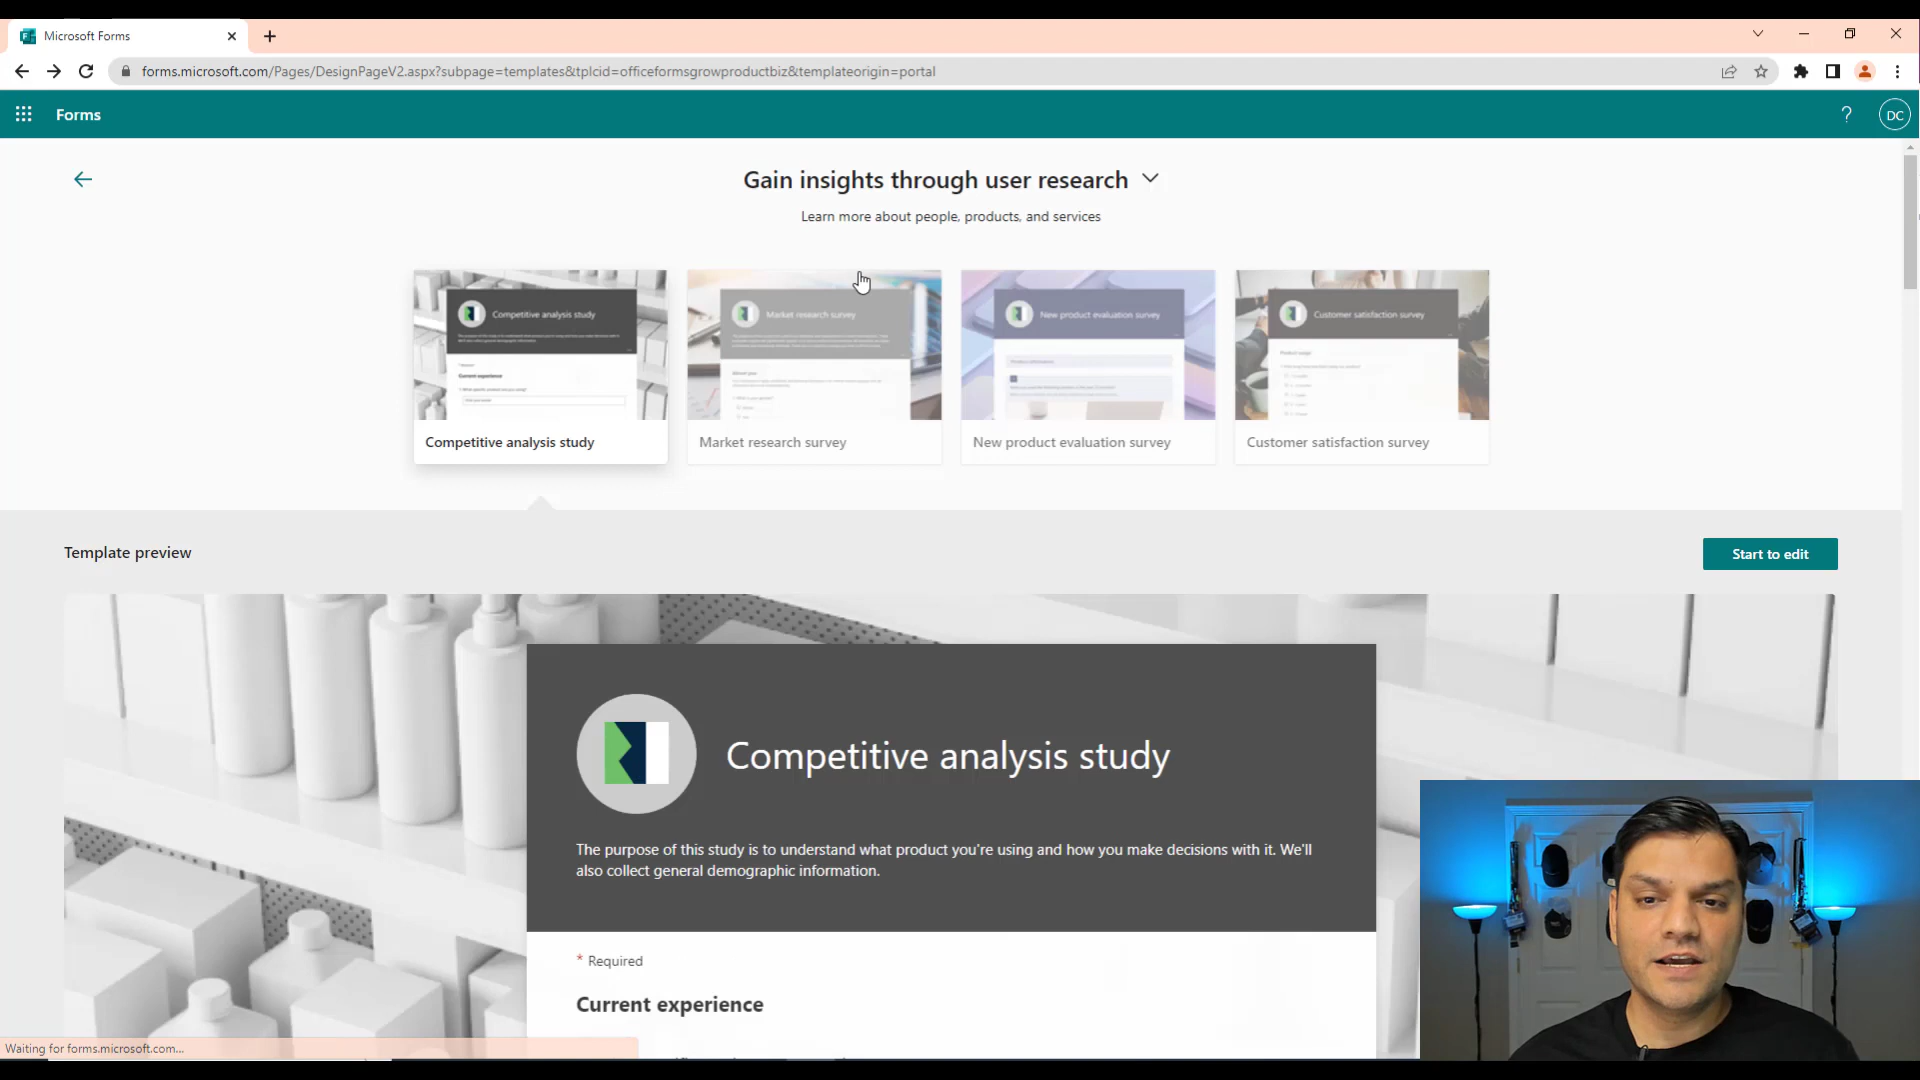 Microsoft Forms
forms.microsoft.com/Pages/DesignPageV2.aspx?subpage=templates&tplcid=officeformsgrowproductbiz&templateorigin=portal
Forms
?
DC
Gain insights through user research
Learn more about people, products, and services
Competitive analysis study
Market research survey
New product evaluation survey
Customer satisfaction survey
Current experience
Competitive analysis study
Market research survey
New product evaluation survey
Customer satisfaction survey
Template preview
Start to edit
Competitive analysis study
The purpose of this study is to understand what product you're using and how you make decisions with it. We'll
also collect general demographic information.
* Required
Current experience
Waiting for forms.microsoft.com...